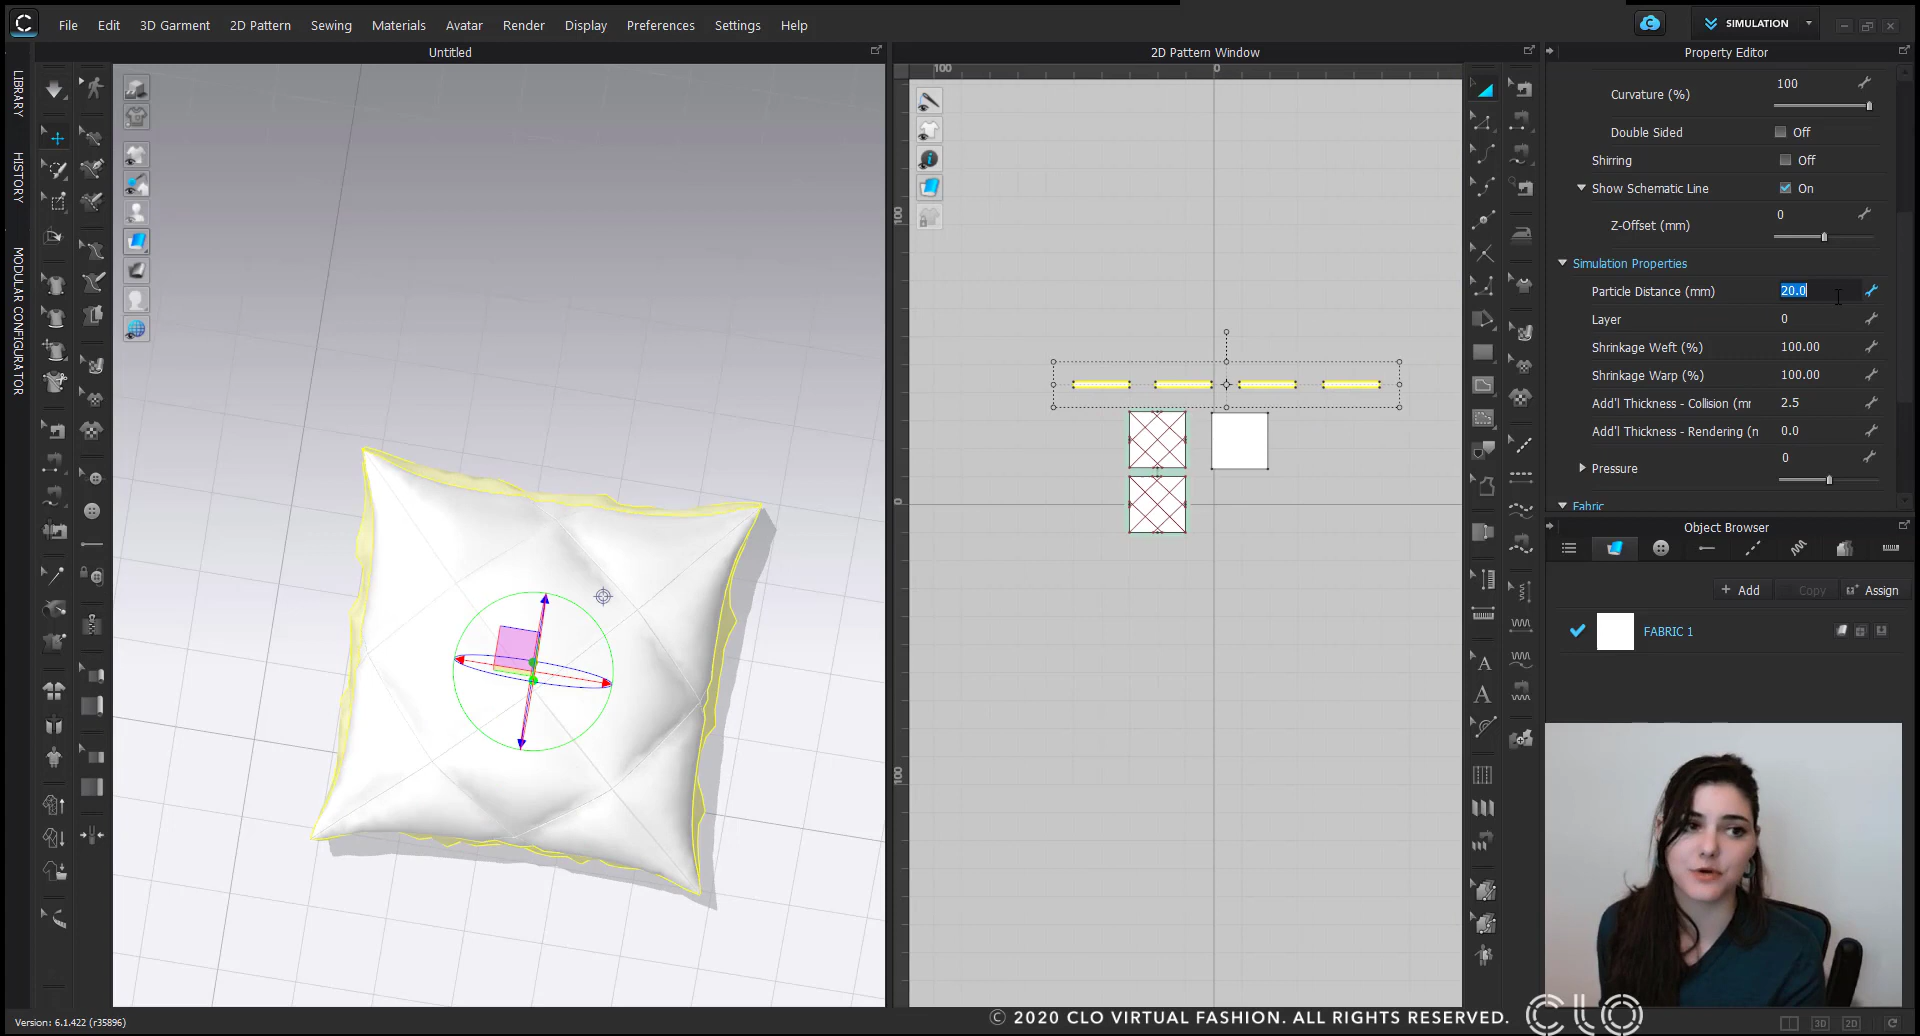 File Edit 3D Garment 2D Pattern Sewing Materials Avatar Render Display Preferences Settings Help
SIMULATION
Untitled
2D Pattern Window
Property Editor
LIBRARY
HISTORY
MODULAR CONFIGURATOR
100
0
100
0
100
Curvature (%) 100
Double Sided Off
Shirring Off
Show Schematic Line On
Z-Offset (mm) 0
Simulation Properties
Particle Distance (mm) 20.0
Layer 0
Shrinkage Weft (%) 100.00
Shrinkage Warp (%) 100.00
Add'l Thickness - Collision (mr 2.5
Add'l Thickness - Rendering (n 0.0
Pressure 0
Fabric
Object Browser
+ Add Copy Assign
FABRIC 1
Version: 6.1.422 (r35896)
© 2020 CLO VIRTUAL FASHION. ALL RIGHTS RESERVED.
CLO
3D 2D